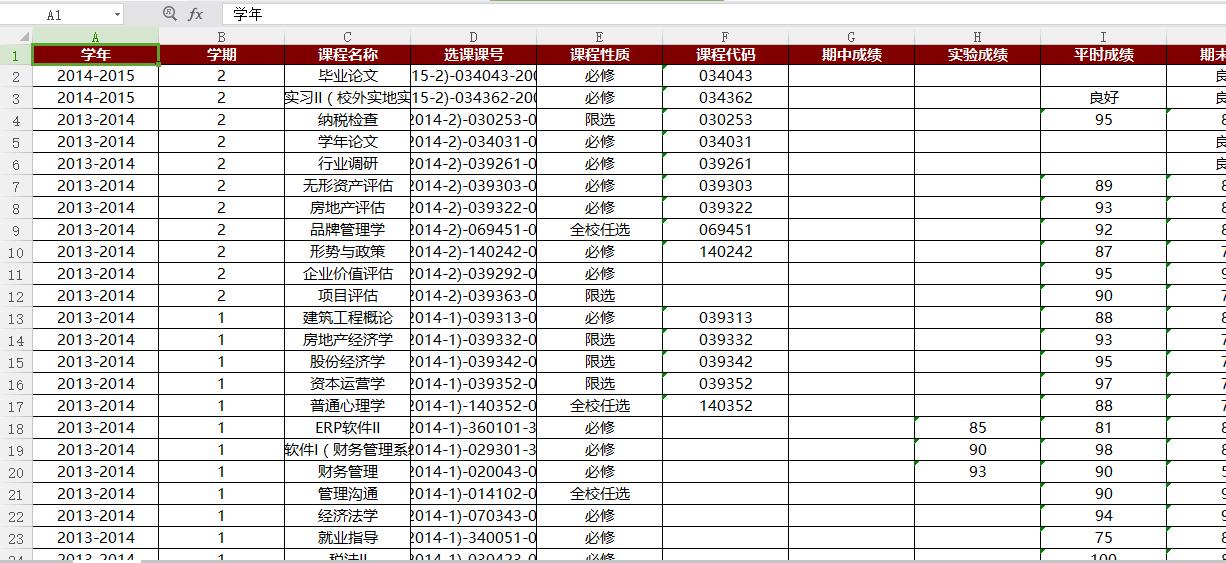 A1 fx 学年
A B C D E F G H I
1 学年 学期 课程名称 选课课号 课程性质 课程代码 期中成绩 实验成绩 平时成绩 期末
2 2014-2015 2 毕业论文 15-2)-034043-200 必修 034043 良
3 2014-2015 2 实习II（校外实地实 15-2)-034362-200 必修 034362 良好 良
4 2013-2014 2 纳税检查 2014-2)-030253-0 限选 030253 95 8
5 2013-2014 2 学年论文 2014-2)-034031-0 必修 034031 良
6 2013-2014 2 行业调研 2014-2)-039261-0 必修 039261 良
7 2013-2014 2 无形资产评估 2014-2)-039303-0 必修 039303 89 8
8 2013-2014 2 房地产评估 2014-2)-039322-0 必修 039322 93 8
9 2013-2014 2 品牌管理学 2014-2)-069451-0 全校任选 069451 92 8
10 2013-2014 2 形势与政策 2014-2)-140242-0 必修 140242 87 7
11 2013-2014 2 企业价值评估 2014-2)-039292-0 必修 95 9
12 2013-2014 2 项目评估 2014-2)-039363-0 限选 90 7
13 2013-2014 1 建筑工程概论 2014-1)-039313-0 必修 039313 88 8
14 2013-2014 1 房地产经济学 2014-1)-039332-0 限选 039332 93 7
15 2013-2014 1 股份经济学 2014-1)-039342-0 限选 039342 95 7
16 2013-2014 1 资本运营学 2014-1)-039352-0 限选 039352 97 7
17 2013-2014 1 普通心理学 2014-1)-140352-0 全校任选 140352 88 7
18 2013-2014 1 ERP软件II 2014-1)-360101-3 必修 85 81 8
19 2013-2014 1 软件I（财务管理系 2014-1)-029301-3 必修 90 98 8
20 2013-2014 1 财务管理 2014-1)-020043-0 必修 93 90 5
21 2013-2014 1 管理沟通 2014-1)-014102-0 全校任选 90 9
22 2013-2014 1 经济法学 2014-1)-070343-0 必修 94 9
23 2013-2014 1 就业指导 2014-1)-340051-0 必修 75 8
24 2013-2014 1 税法II 2014-1)-030423-0 必修 100